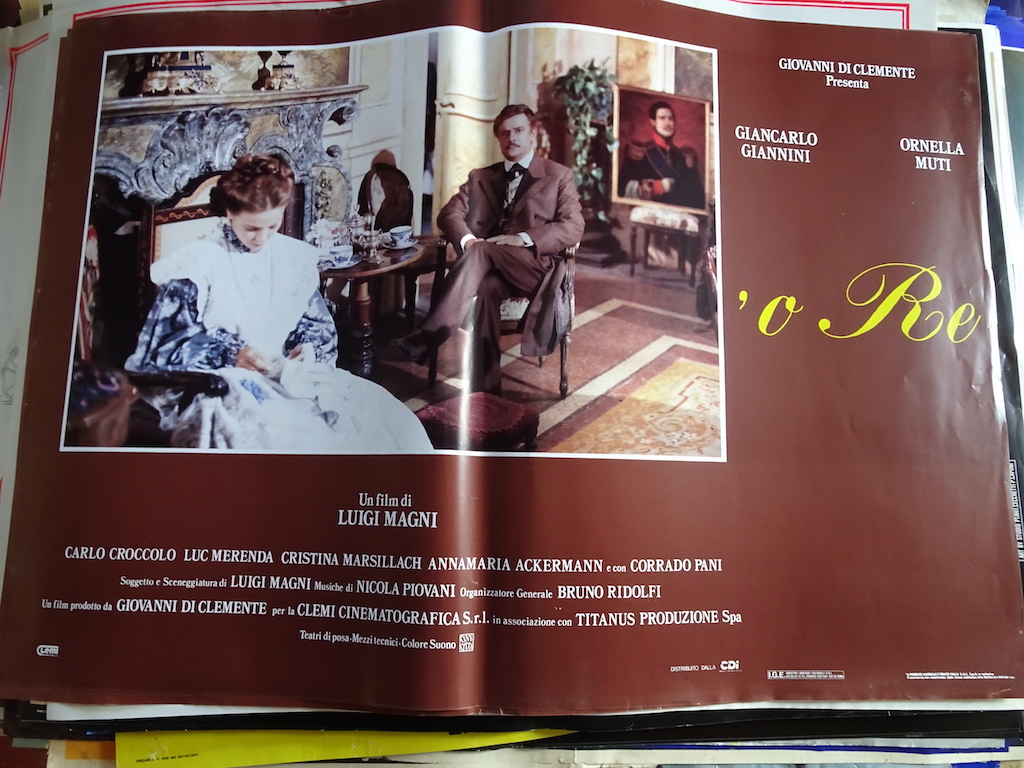 GIOVANNI DI CLEMENTE
Presenta
GIANCARLO
GIANNINI
ORNELLA
MUTI
'o Re
Un film di
LUIGI MAGNI
CARLO CROCCOLO LUC MERENDA CRISTINA MARSILLACH ANNAMARIA ACKERMANN e con CORRADO PANI
Soggetto e Sceneggiatura di LUIGI MAGNI Musiche di NICOLA PIOVANI Organizzatore Generale BRUNO RIDOLFI
Un film prodotto da GIOVANNI DI CLEMENTE per la CLEMI CINEMATOGRAFICA S.r.l. in associazione con TITANUS PRODUZIONE Spa
Teatri di posa-Mezzi tecnici-Colore Suono
CLEMI
DISTRIBUITO DALLA CDI
I.G.E.